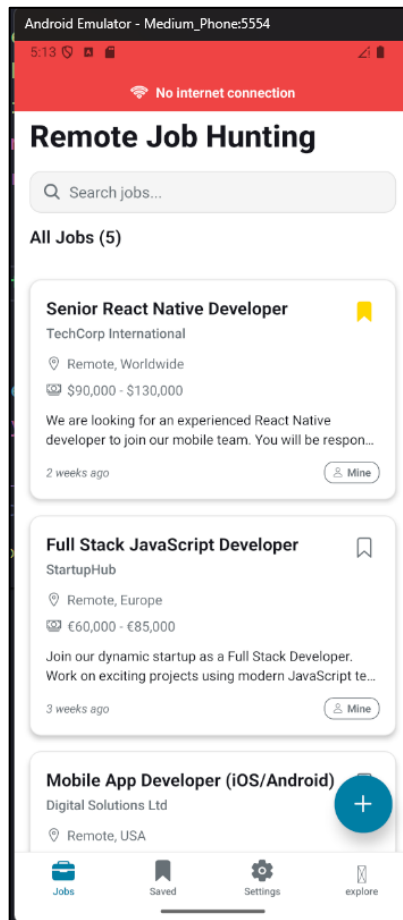 Android Emulator - Medium_Phone:5554
5:13
No internet connection
Remote Job Hunting
Search jobs...
All Jobs (5)
Senior React Native Developer
TechCorp International
Remote, Worldwide
$90,000 - $130,000
We are looking for an experienced React Native
developer to join our mobile team. You will be respon...
2 weeks ago
Mine
Full Stack JavaScript Developer
StartupHub
Remote, Europe
€60,000 - €85,000
Join our dynamic startup as a Full Stack Developer.
Work on exciting projects using modern JavaScript te...
3 weeks ago
Mine
Mobile App Developer (iOS/Android)
Digital Solutions Ltd
Remote, USA
Jobs
Saved
Settings
explore